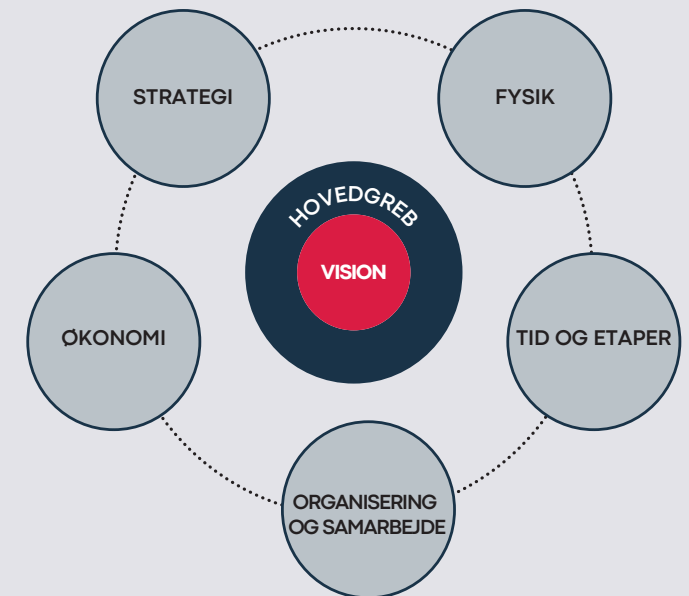 STRATEGI
FYSIK
HOVEDGREB
VISION
ØKONOMI
TID OG ETAPER
ORGANISERING
OG SAMARBEJDE